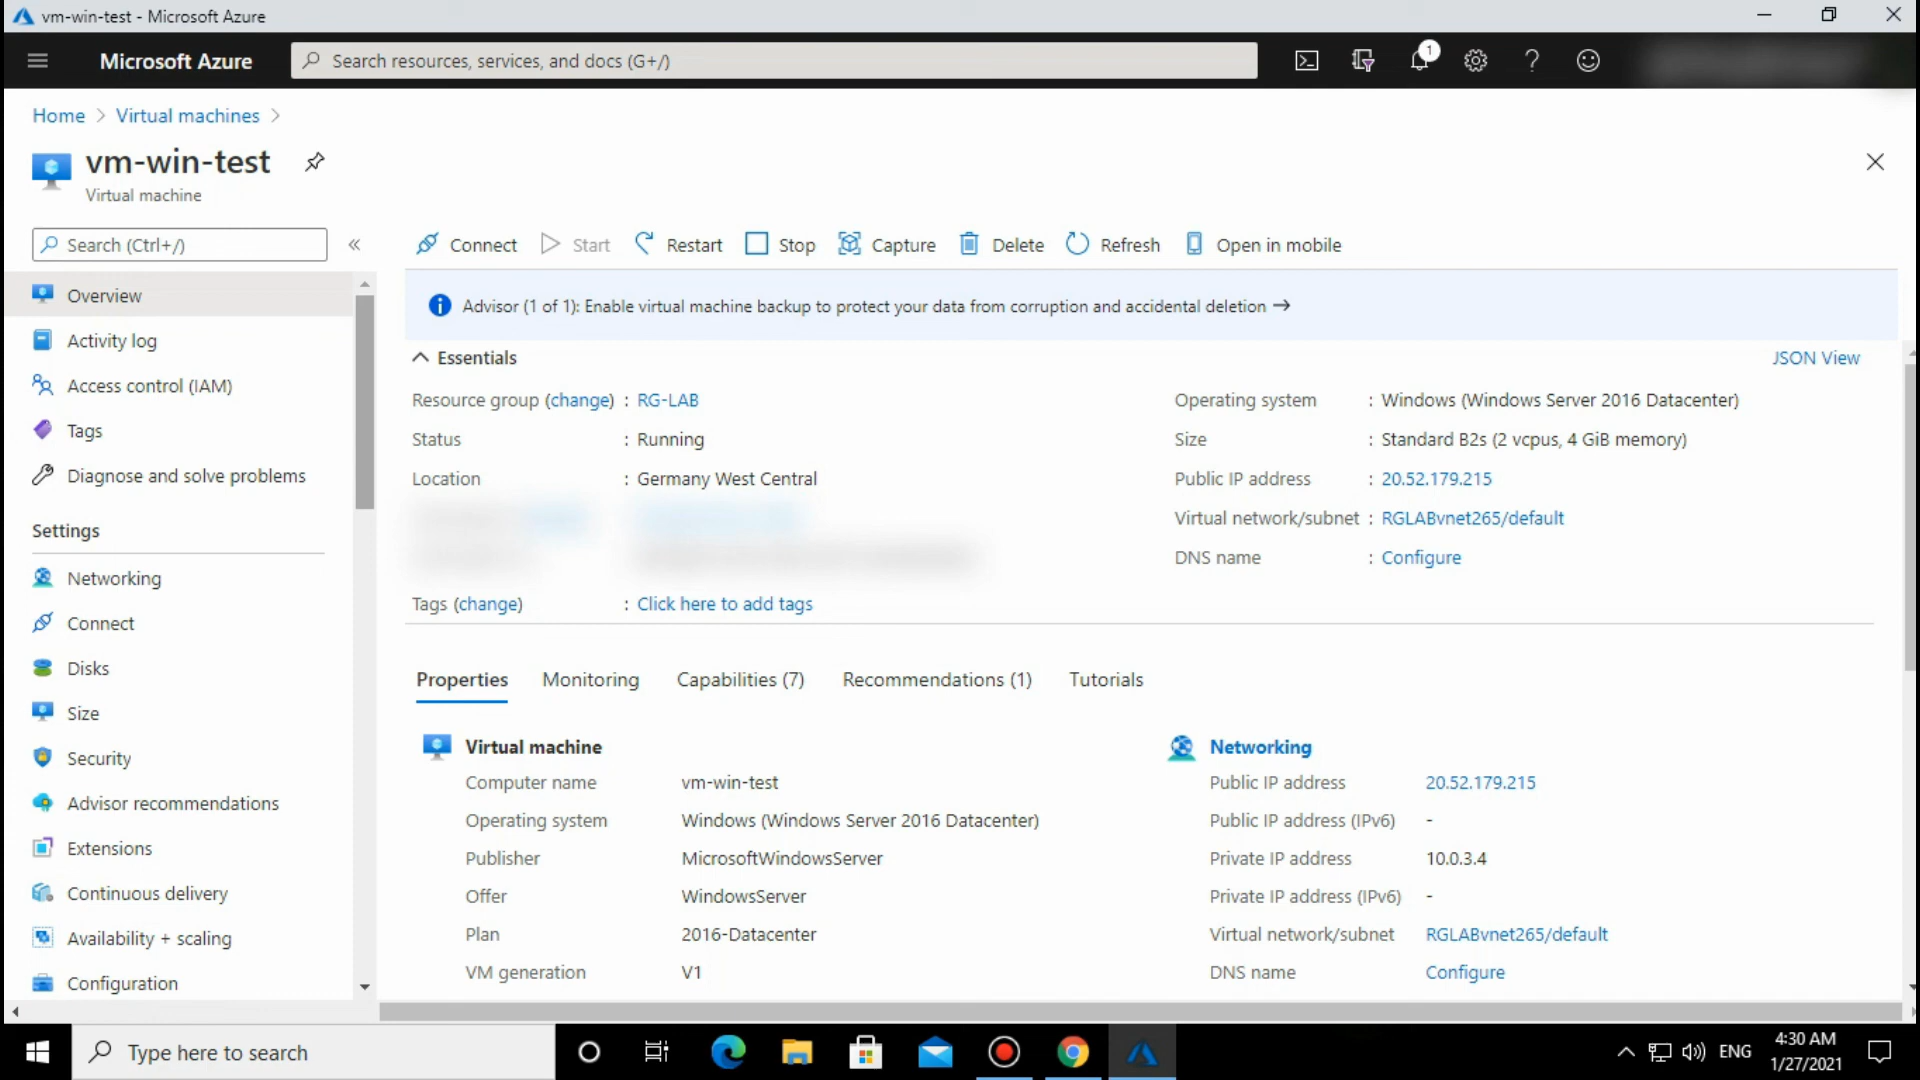 vm-win-test - Microsoft Azure
Microsoft Azure
Search resources, services, and docs (G+/)
1
Home > Virtual machines >
vm-win-test
Virtual machine
Search (Ctrl+/)
«
Connect
Start
Restart
Stop
Capture
Delete
Refresh
Open in mobile
Overview
Activity log
Access control (IAM)
Tags
Diagnose and solve problems
Settings
Networking
Connect
Disks
Size
Security
Advisor recommendations
Extensions
Continuous delivery
Availability + scaling
Configuration
Advisor (1 of 1): Enable virtual machine backup to protect your data from corruption and accidental deletion →
Essentials
JSON View
Resource group (change) : RG-LAB
Status : Running
Location : Germany West Central
Tags (change) : Click here to add tags
Operating system : Windows (Windows Server 2016 Datacenter)
Size : Standard B2s (2 vcpus, 4 GiB memory)
Public IP address : 20.52.179.215
Virtual network/subnet : RGLABvnet265/default
DNS name : Configure
Properties
Monitoring
Capabilities (7)
Recommendations (1)
Tutorials
Virtual machine
Computer name vm-win-test
Operating system Windows (Windows Server 2016 Datacenter)
Publisher MicrosoftWindowsServer
Offer WindowsServer
Plan 2016-Datacenter
VM generation V1
Networking
Public IP address 20.52.179.215
Public IP address (IPv6) -
Private IP address 10.0.3.4
Private IP address (IPv6) -
Virtual network/subnet RGLABvnet265/default
DNS name Configure
Type here to search
ENG
4:30 AM
1/27/2021